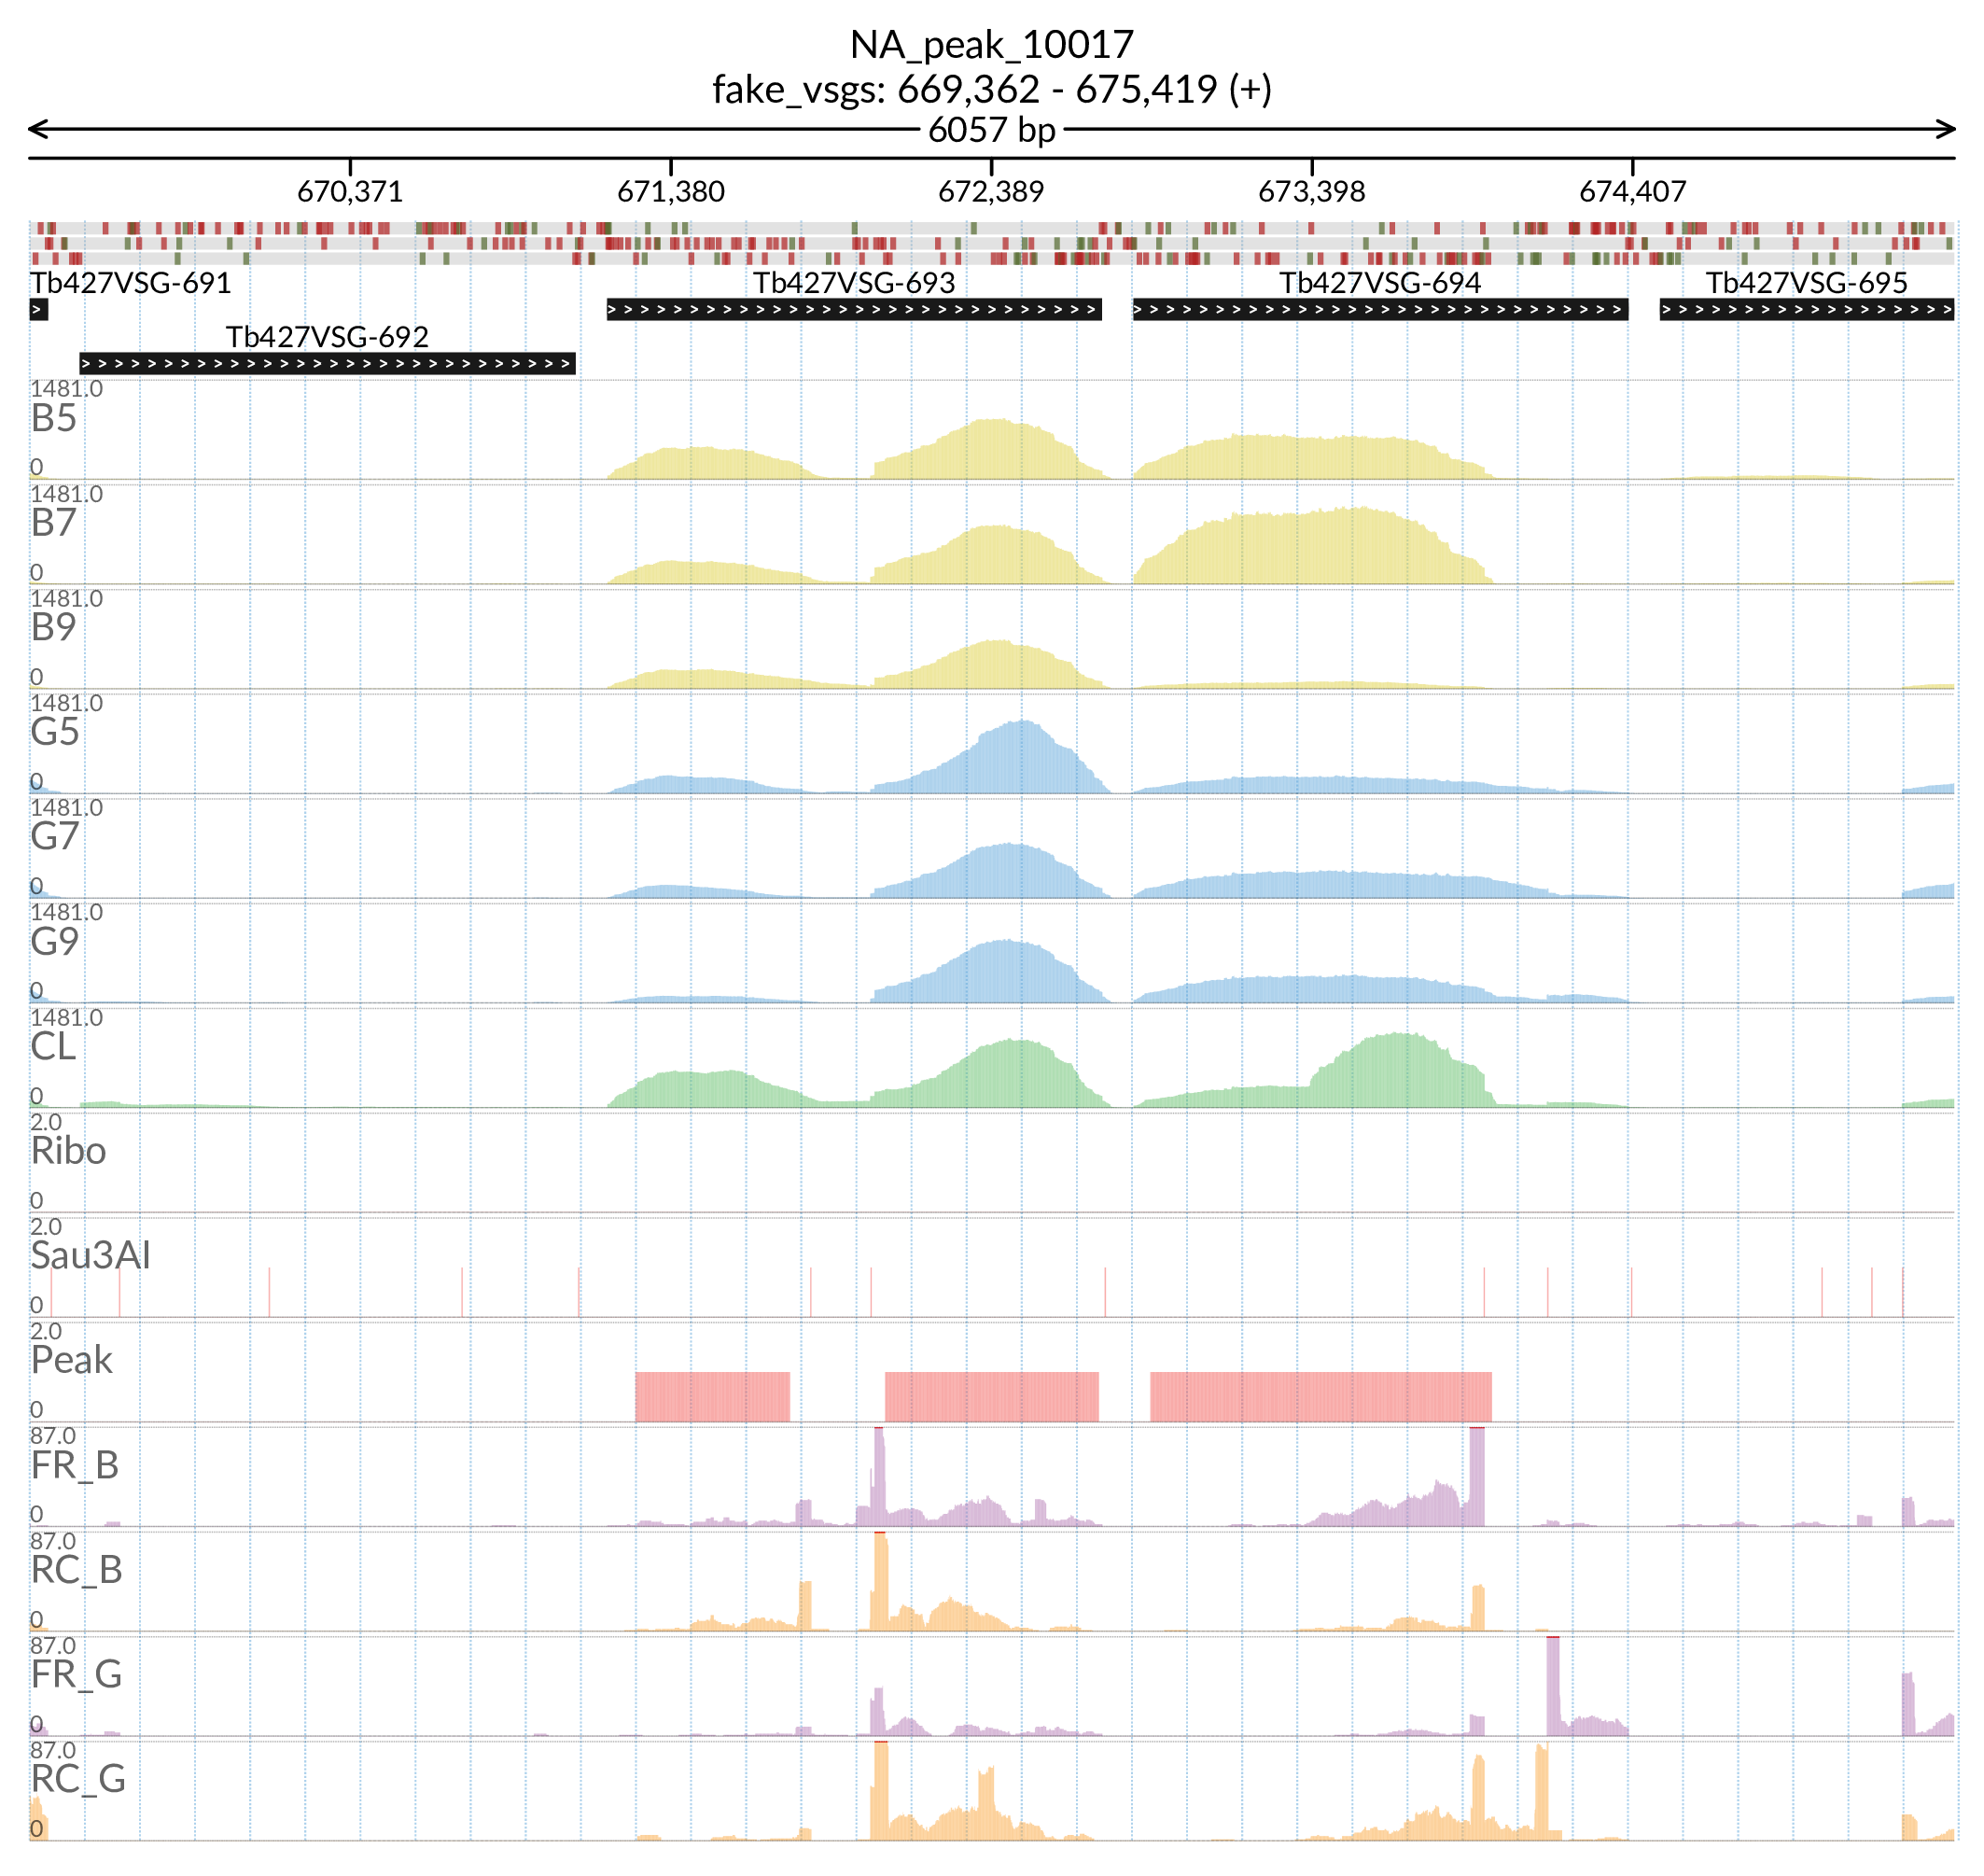 NA_peak_10017
fake_vsgs: 669,362 - 675,419 (+)
6057 bp
670,371 671,380 672,389 673,398 674,407
Tb427VSG-691 Tb427VSG-693 Tb427VSG-694 Tb427VSG-695
Tb427VSG-692
1481.0
B5
0
1481.0
B7
0
1481.0
B9
0
1481.0
G5
0
1481.0
G7
0
1481.0
G9
0
1481.0
CL
0
2.0
Ribo
0
2.0
Sau3AI
0
2.0
Peak
0
87.0
FR_B
0
87.0
RC_B
0
87.0
FR_G
0
87.0
RC_G
0